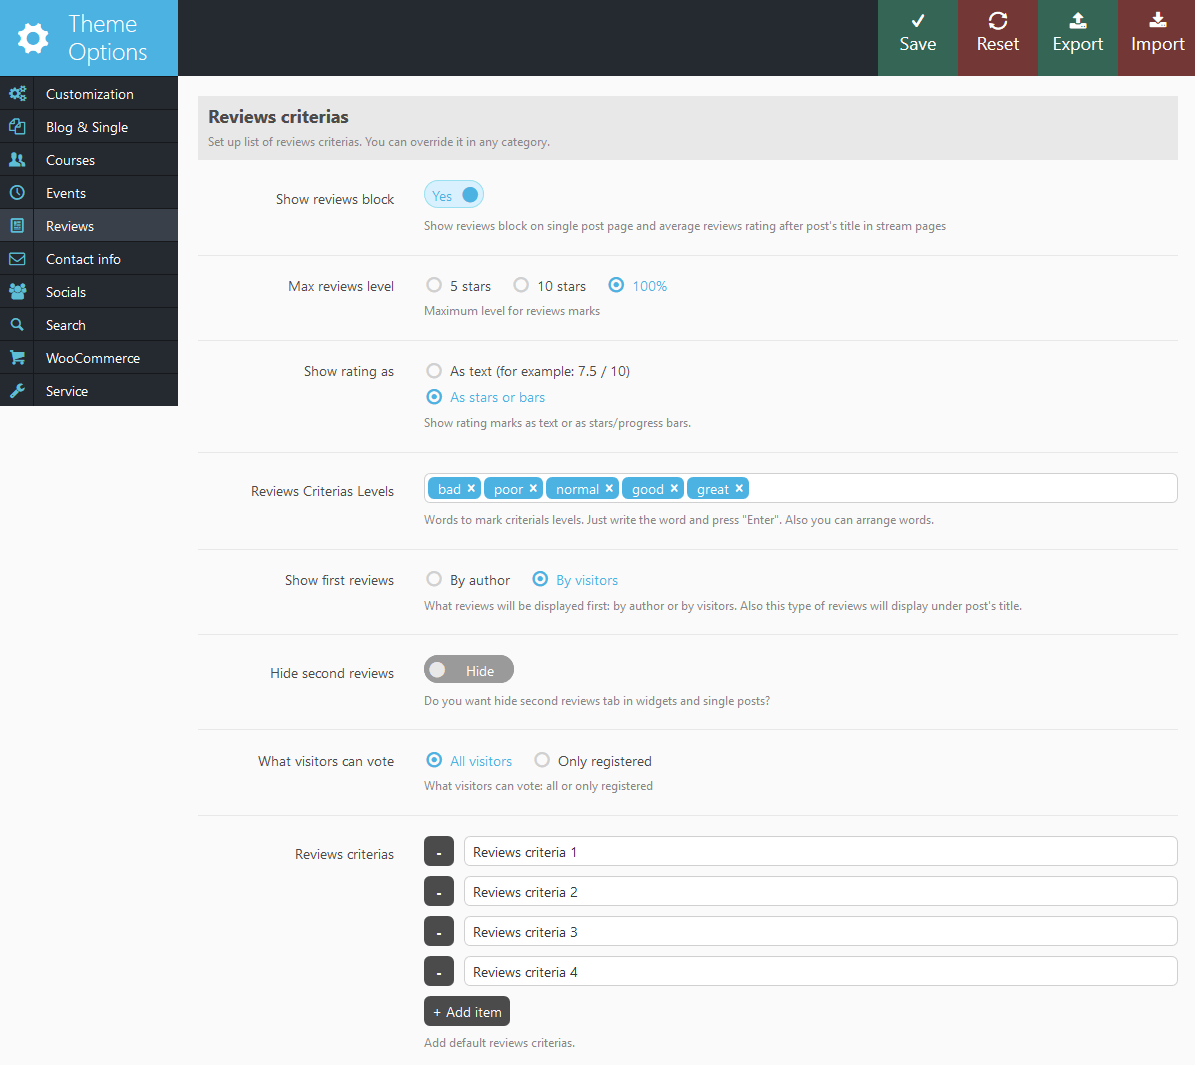 Theme
Options
Save
Reset
Export
Import
Customization
Blog & Single
Courses
Events
Reviews
Contact info
Socials
Search
WooCommerce
Service
Reviews criterias
Set up list of reviews criterias. You can override it in any category.
Show reviews block
Yes
Show reviews block on single post page and average reviews rating after post's title in stream pages
Max reviews level
5 stars
10 stars
100%
Maximum level for reviews marks
Show rating as
As text (for example: 7.5 / 10)
As stars or bars
Show rating marks as text or as stars/progress bars.
Reviews Criterias Levels
bad × poor × normal × good × great ×
Words to mark criterials levels. Just write the word and press "Enter". Also you can arrange words.
Show first reviews
By author
By visitors
What reviews will be displayed first: by author or by visitors. Also this type of reviews will display under post's title.
Hide second reviews
Hide
Do you want hide second reviews tab in widgets and single posts?
What visitors can vote
All visitors
Only registered
What visitors can vote: all or only registered
Reviews criterias
- Reviews criteria 1
- Reviews criteria 2
- Reviews criteria 3
- Reviews criteria 4
+ Add item
Add default reviews criterias.